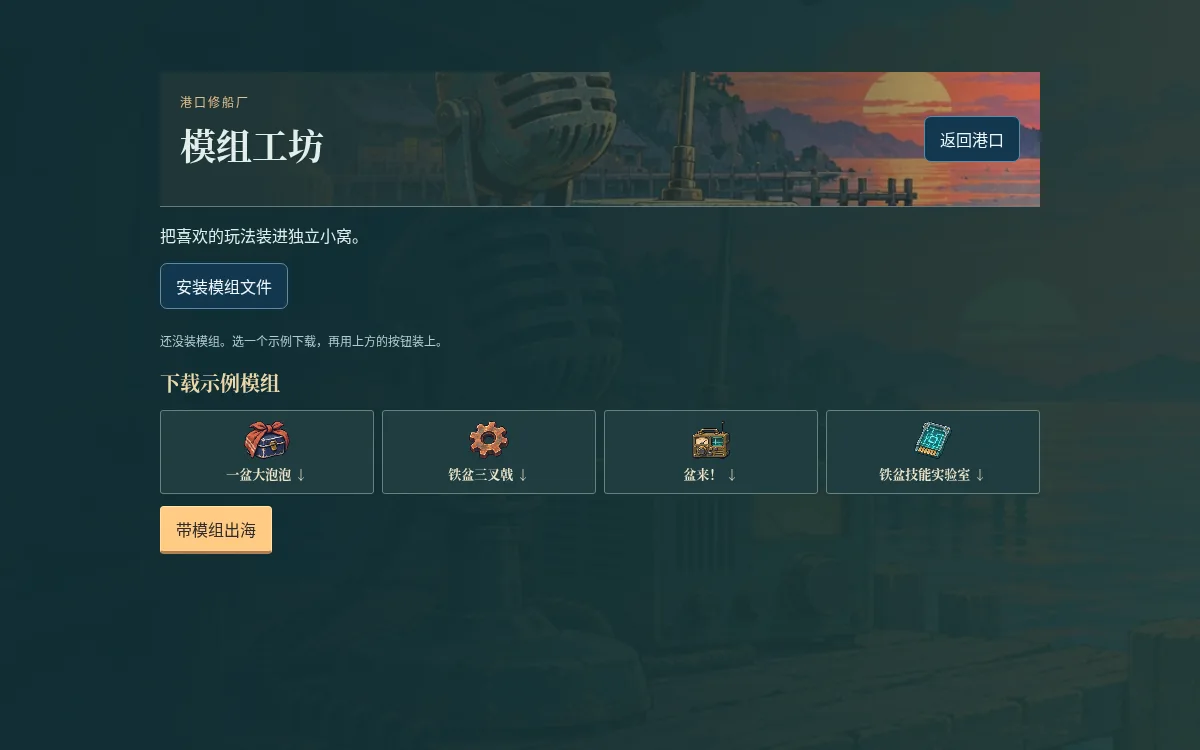 港口修船厂
模组工坊
返回港口
把喜欢的玩法装进独立小窝。
安装模组文件
还没装模组。选一个示例下载，再用上方的按钮装上。
下载示例模组
一盆大泡泡 ↓
铁盆三叉戟 ↓
盆来！ ↓
铁盆技能实验室 ↓
带模组出海